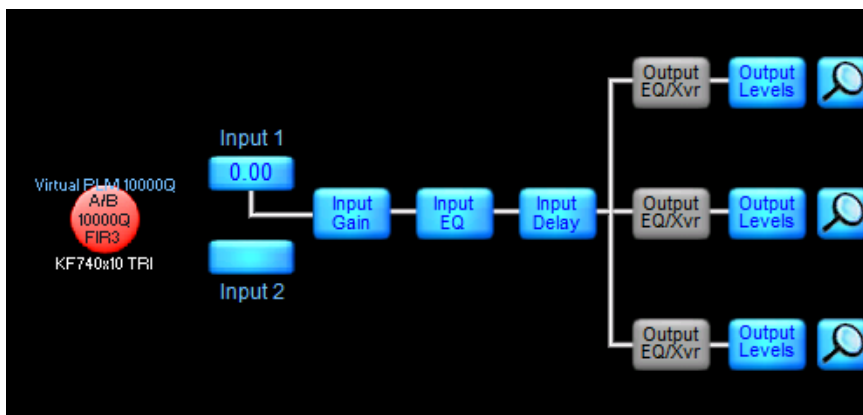 Virtual PLM 10000Q
A/B
10000Q
FIR3
KF740x10 TRI
Input 1
0.00
Input 2
Input
Gain
Input
EQ
Input
Delay
Output
EQ/Xvr
Output
Levels
Output
EQ/Xvr
Output
Levels
Output
EQ/Xvr
Output
Levels